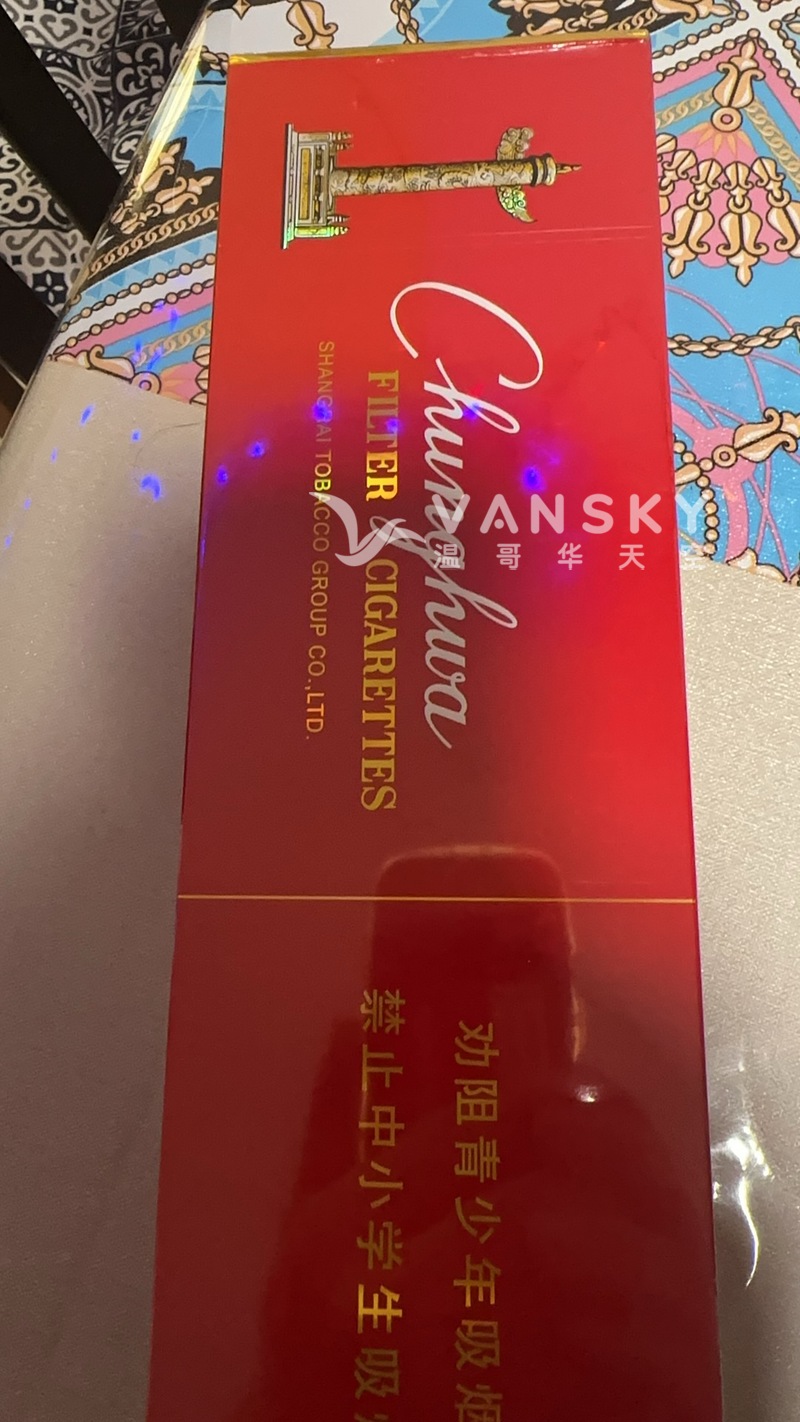 Chunghwa
FILTER CIGARETTES
SHANGHAI TOBACCO GROUP CO.,LTD.
劝阻青少年吸烟
禁止中小学生吸
VANSKY
温哥华天